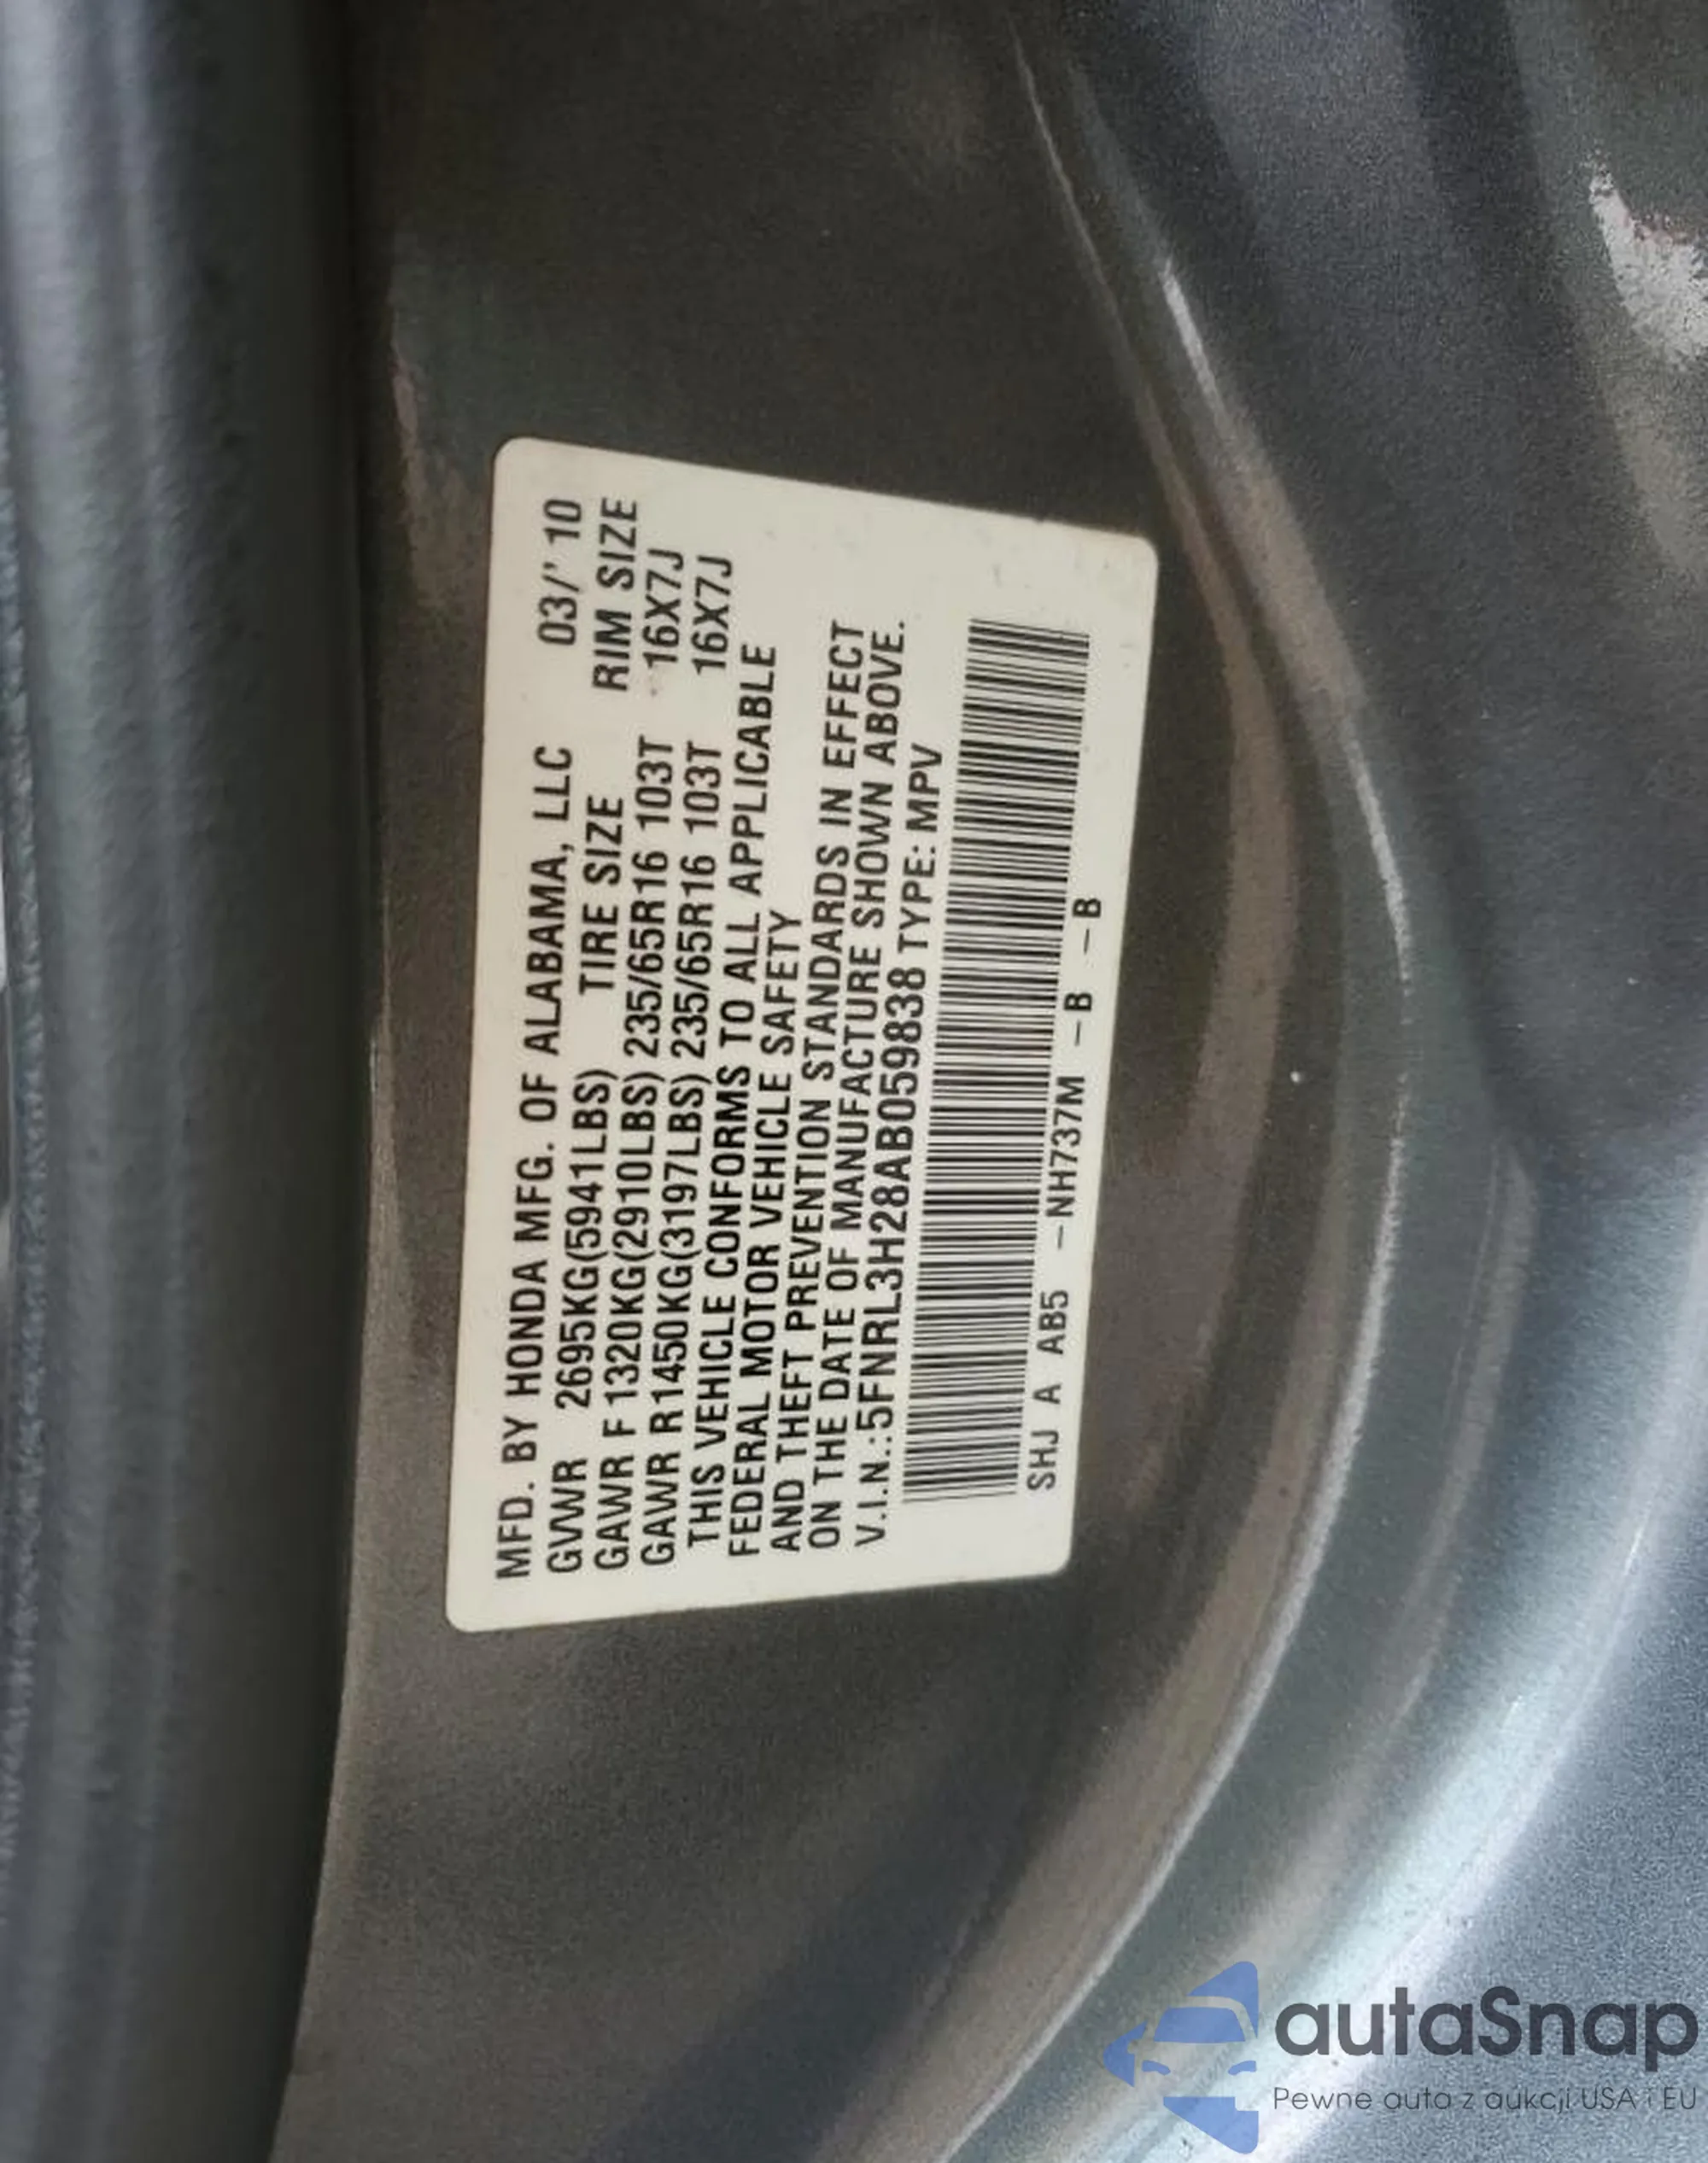 MFD. BY HONDA MFG. OF ALABAMA, LLC 03/' 10
GVWR 2695KG(5941LBS) TIRE SIZE RIM SIZE
GAWR F 1320KG(2910LBS) 235/65R16 103T 16X7J
GAWR R1450KG(3197LBS) 235/65R16 103T 16X7J
THIS VEHICLE CONFORMS TO ALL APPLICABLE
FEDERAL MOTOR VEHICLE SAFETY
AND THEFT PREVENTION STANDARDS IN EFFECT
ON THE DATE OF MANUFACTURE SHOWN ABOVE.
V.I.N.:5FNRL3H28AB059838 TYPE: MPV
SHJ A AB5 -NH737M -B -B
autaSnap
Pewne auta z aukcji USA i EU